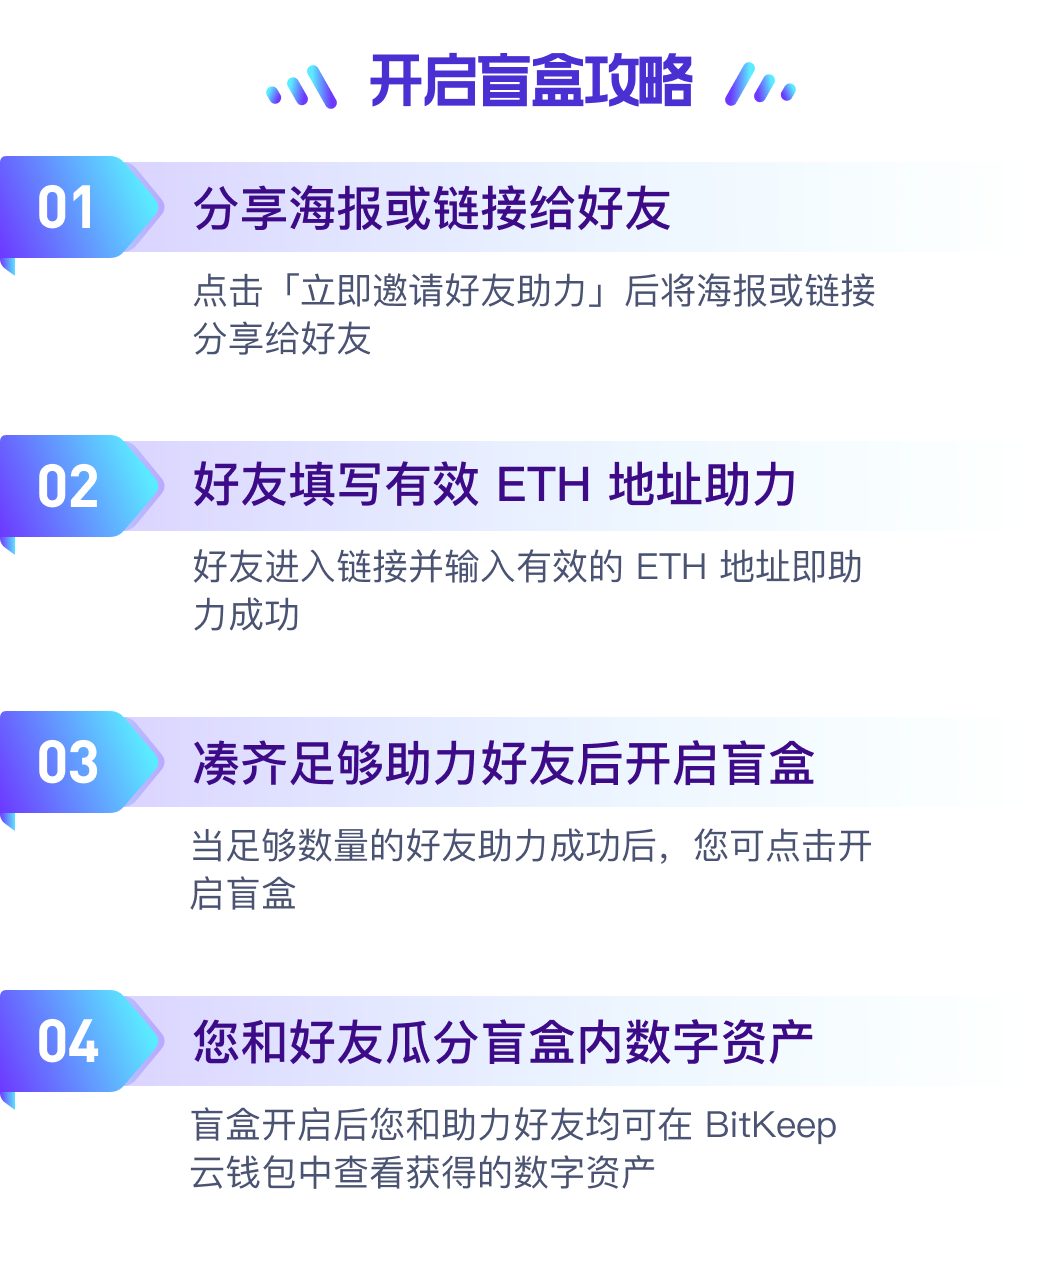 开启盲盒攻略
01 分享海报或链接给好友
点击「立即邀请好友助力」后将海报或链接
分享给好友
02 好友填写有效 ETH 地址助力
好友进入链接并输入有效的 ETH 地址即助
力成功
03 凑齐足够助力好友后开启盲盒
当足够数量的好友助力成功后，您可点击开
启盲盒
04 您和好友瓜分盲盒内数字资产
盲盒开启后您和助力好友均可在 BitKeep
云钱包中查看获得的数字资产